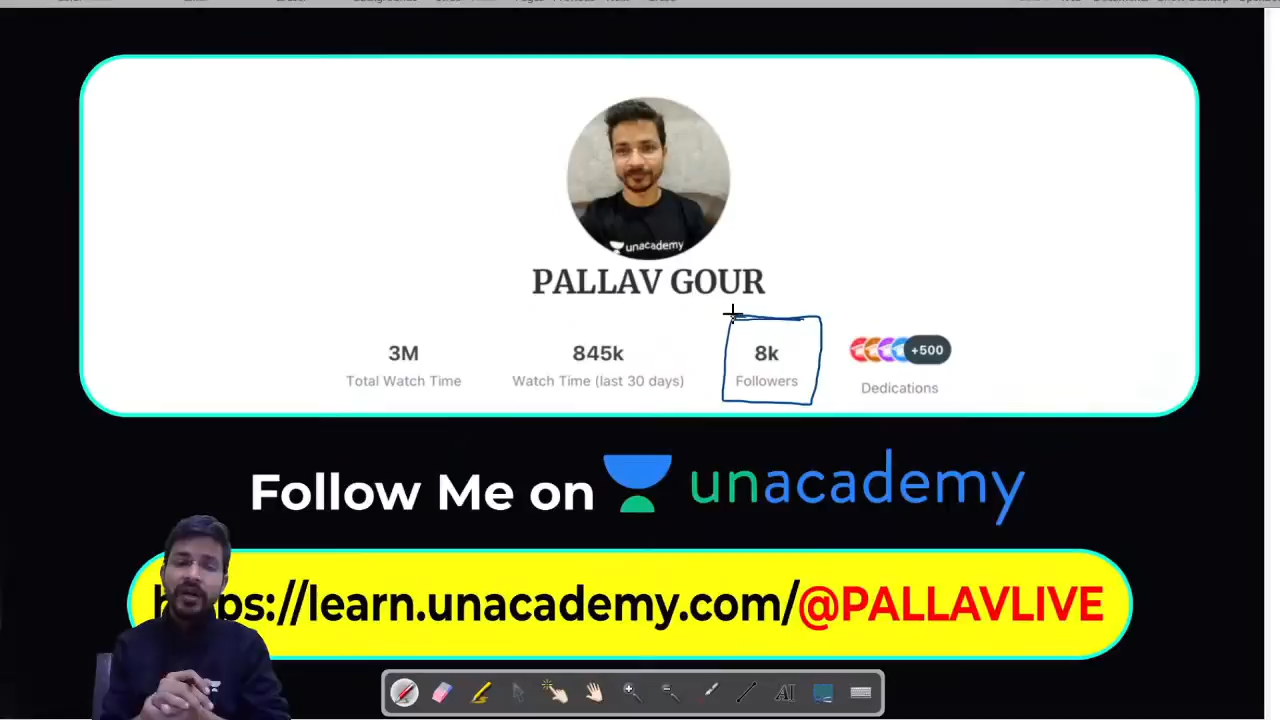 unacademy
PALLAV GOUR
3M
Total Watch Time
845k
Watch Time (last 30 days)
8k
Followers
+500
Dedications
Follow Me on unacademy
https://learn.unacademy.com/@PALLAVLIVE